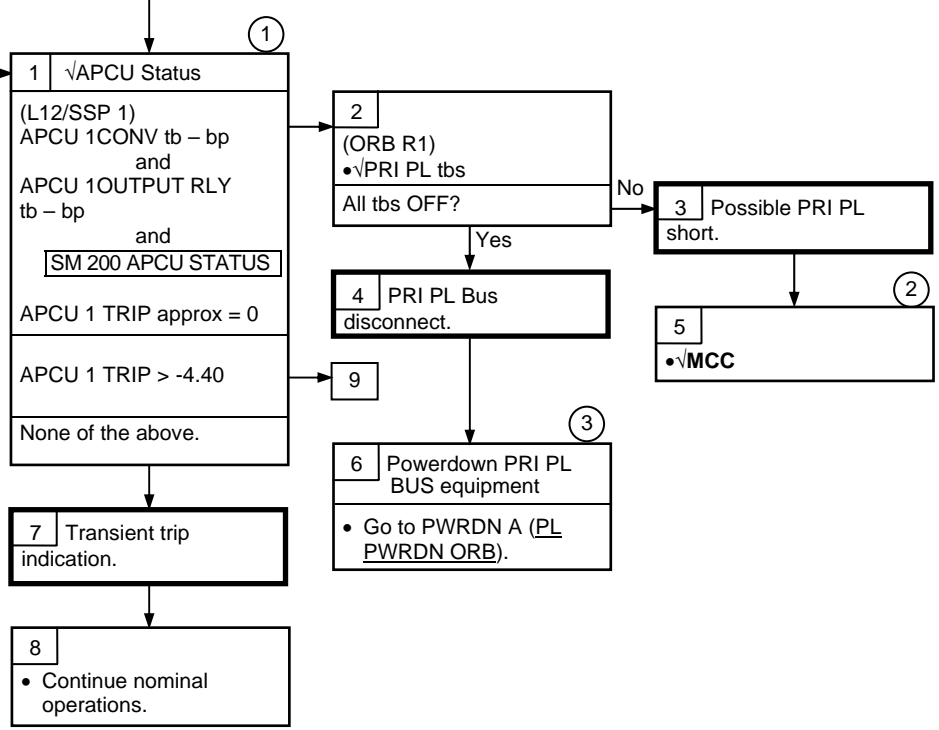 1
1 √APCU Status
(L12/SSP 1)
APCU 1CONV tb – bp
and
APCU 1OUTPUT RLY
tb – bp
and
SM 200 APCU STATUS
APCU 1 TRIP approx = 0
APCU 1 TRIP > -4.40
None of the above.
2
(ORB R1)
•√PRI PL tbs
All tbs OFF?
No
Yes
3 Possible PRI PL
short.
4 PRI PL Bus
disconnect.
2
5
•√MCC
9
3
6 Powerdown PRI PL
BUS equipment
• Go to PWRDN A (PL
PWRDN ORB).
7 Transient trip
indication.
8
• Continue nominal
operations.